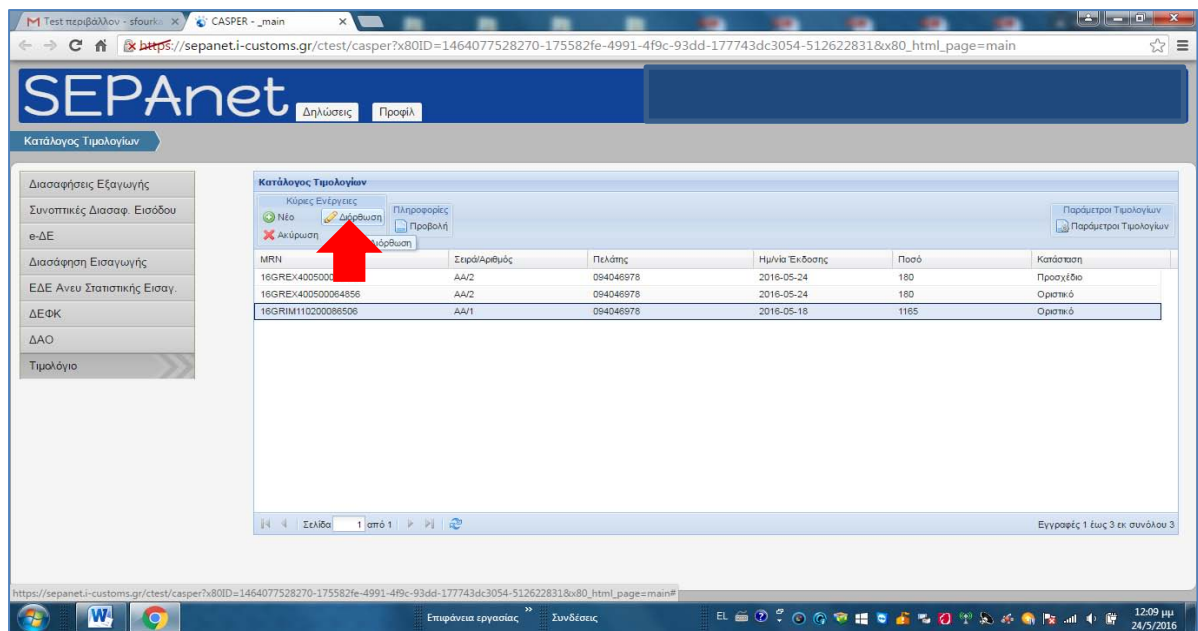 Test περιβάλλον - sfourk
CASPER - _main
https://sepanet.i-customs.gr/ctest/casper?x80ID=1464077528270-175582fe-4991-4f9c-93dd-177743dc3054-512622831&x80_html_page=main
SEPAnet
Δηλώσεις Προφίλ
Κατάλογος Τιμολογίων
Διασαφήσεις Εξαγωγής
Συνοπτικές Διασαφ. Εισόδου
e-ΔΕ
Διασάφηση Εισαγωγής
ΕΔΕ Ανευ Στατιστικής Εισαγ.
ΔΕΦΚ
ΔΑΟ
Τιμολόγιο
Κατάλογος Τιμολογίων
Κύριες Ενέργειες
Νέο Διόρθωση
Ακύρωση
Διόρθωση
Πληροφορίες
Προβολή
Παράμετροι Τιμολογίων
Παράμετροι Τιμολογίων
MRN Σειρά/Αριθμός Πελάτης Ημ/νία Έκδοσης Ποσό Κατάσταση
16GREX4005000 AA/2 094046978 2016-05-24 180 Προσχέδιο
16GREX400500064856 AA/2 094046978 2016-05-24 180 Οριστικό
16GRIM110200086506 AA/1 094046978 2016-05-18 1165 Οριστικό
Σελίδα 1 από 1
Εγγραφές 1 έως 3 εκ συνόλου 3
https://sepanet.i-customs.gr/ctest/casper?x80ID=1464077528270-175582fe-4991-4f9c-93dd-177743dc3054-512622831&x80_html_page=main#
Επιφάνεια εργασίας » Συνδέσεις EL 12:09 μμ
24/5/2016